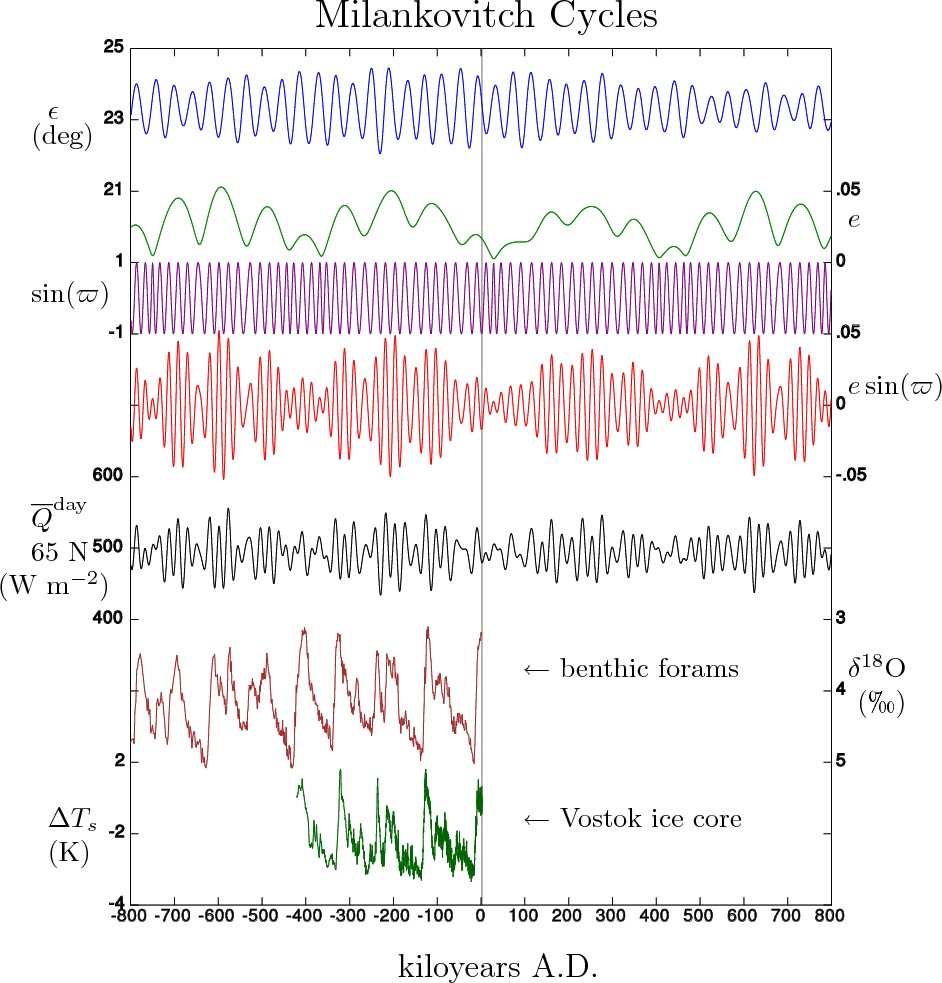 Milankovitch Cycles
25
ϵ
23
(deg)
21
.05
e
1
0
sin(ϖ)
-1
.05
e sin(ϖ)
0
600
-.05
Q̅ day
65 N
500
(W m−2)
400
3
← benthic forams
δ18O
4
(‰)
2
5
ΔTs
← Vostok ice core
-2
(K)
-4
-800 -700 -600 -500 -400 -300 -200 -100 0 100 200 300 400 500 600 700 800
kiloyears A.D.